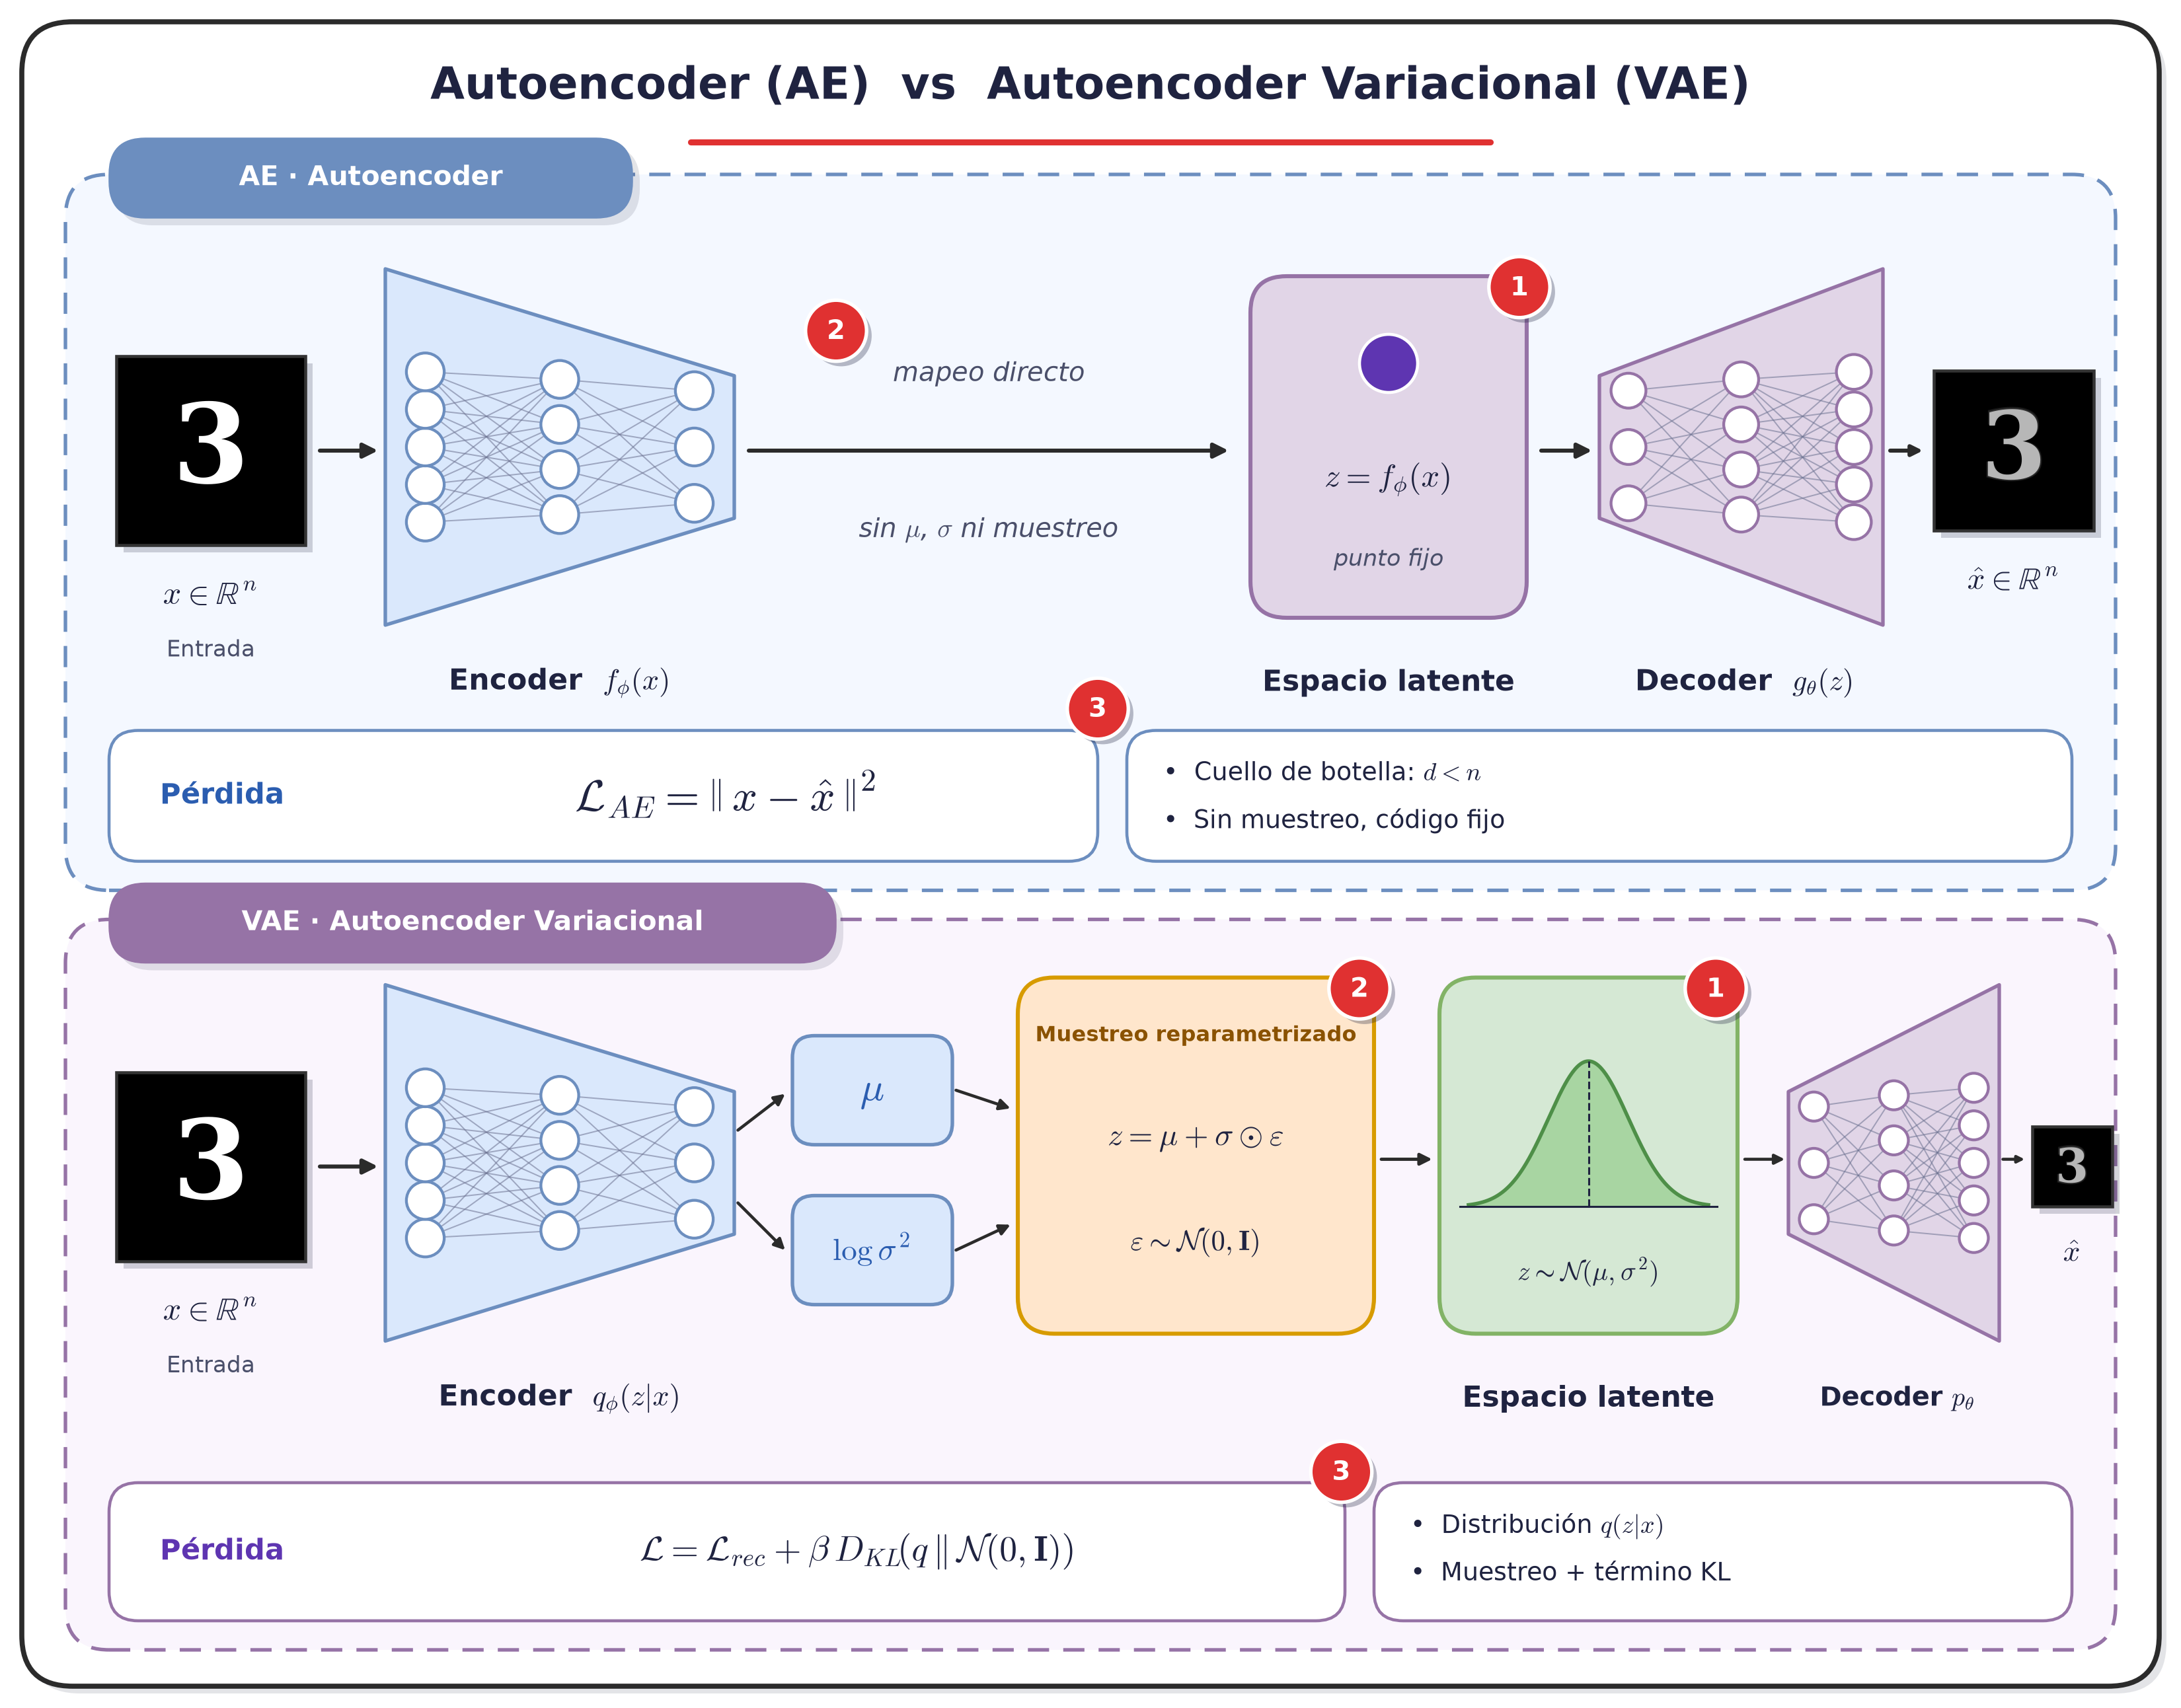 Autoencoder (AE) vs Autoencoder Variacional (VAE)
AE · Autoencoder
2
mapeo directo
sin μ, σ ni muestreo
1
z = f_ϕ(x)
punto fijo
3
3
x ∈ ℝ^n
Entrada
x̂ ∈ ℝ^n
Encoder f_ϕ(x)
Espacio latente
Decoder g_θ(z)
3
Pérdida
ℒ_AE = ‖ x − x̂ ‖^2
• Cuello de botella: d < n
• Sin muestreo, código fijo
VAE · Autoencoder Variacional
3
x ∈ ℝ^n
Entrada
Encoder q_ϕ(z|x)
μ
log σ^2
2
Muestreo reparametrizado
z = μ + σ ⊙ ε
ε ∼ 𝒩(0, I)
1
z ∼ 𝒩(μ, σ^2)
Espacio latente
Decoder p_θ
3
x̂
3
Pérdida
ℒ = ℒ_rec + β D_KL(q ‖ 𝒩(0, I))
• Distribución q(z|x)
• Muestreo + término KL